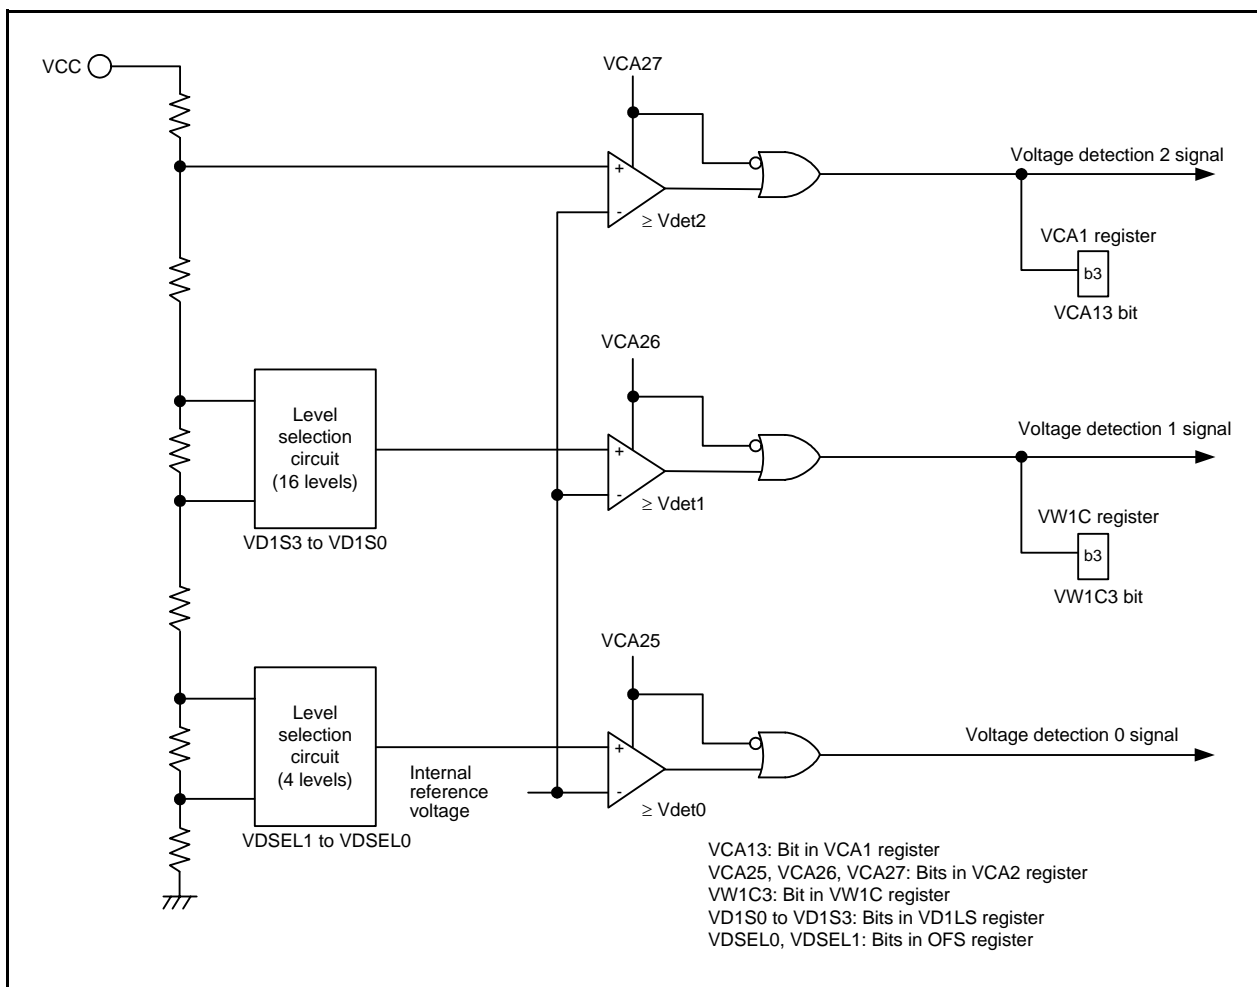 VCC
VCA27
+
-
≥ Vdet2
Voltage detection 2 signal
VCA1 register
b3
VCA13 bit
Level
selection
circuit
(16 levels)
VD1S3 to VD1S0
VCA26
+
-
≥ Vdet1
Voltage detection 1 signal
VW1C register
b3
VW1C3 bit
Level
selection
circuit
(4 levels)
VDSEL1 to VDSEL0
Internal
reference
voltage
VCA25
+
-
≥ Vdet0
Voltage detection 0 signal
VCA13: Bit in VCA1 register
VCA25, VCA26, VCA27: Bits in VCA2 register
VW1C3: Bit in VW1C register
VD1S0 to VD1S3: Bits in VD1LS register
VDSEL0, VDSEL1: Bits in OFS register